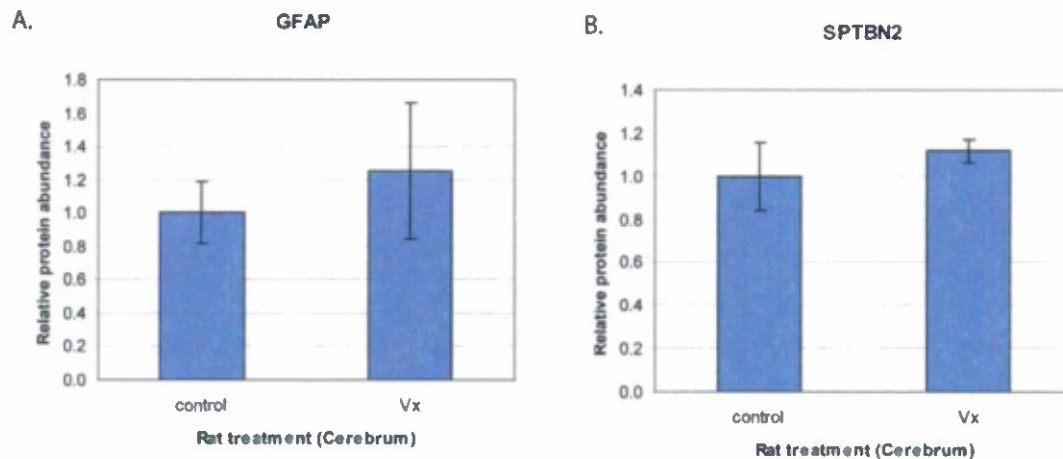 A.
GFAP
Relative protein abundance
1.8
1.6
1.4
1.2
1.0
0.8
0.6
0.4
0.2
0.0
control Vx
Rat treatment (Cerebrum)
B.
SPTBN2
Relative protein abundance
1.4
1.2
1.0
0.8
0.6
0.4
0.2
0.0
control Vx
Rat treatment (Cerebrum)